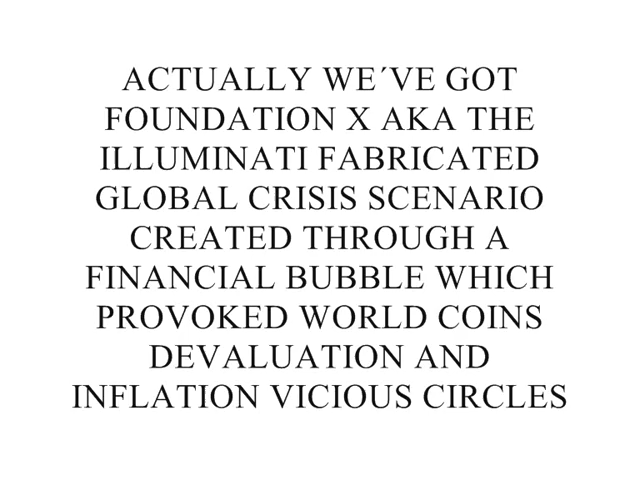 ACTUALLY WE´VE GOT
FOUNDATION X AKA THE
ILLUMINATI FABRICATED
GLOBAL CRISIS SCENARIO
CREATED THROUGH A
FINANCIAL BUBBLE WHICH
PROVOKED WORLD COINS
DEVALUATION AND
INFLATION VICIOUS CIRCLES